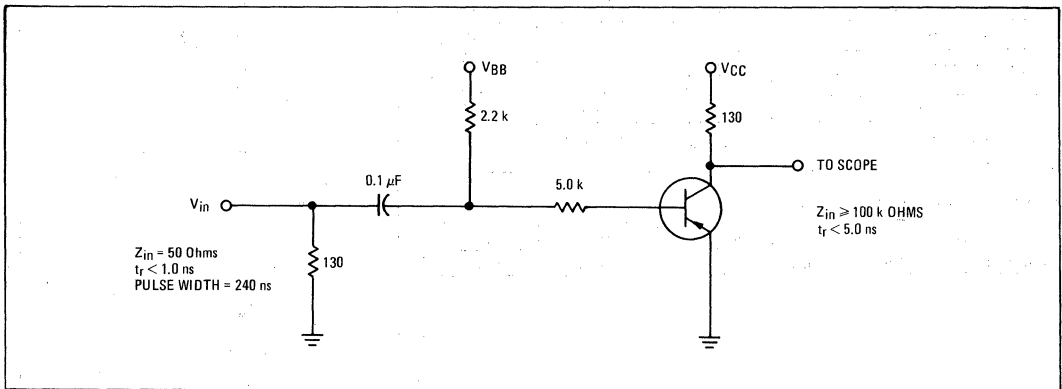 VBB
VCC
2.2 k
130
TO SCOPE
0.1 μF
5.0 k
Vin
Zin ≥ 100 k OHMS
tr < 5.0 ns
Zin = 50 Ohms
tr < 1.0 ns
PULSE WIDTH = 240 ns
130